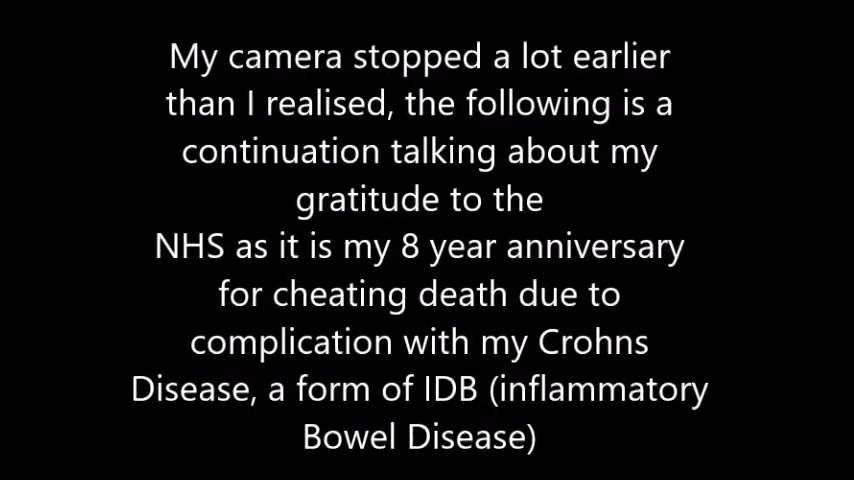 My camera stopped a lot earlier
than I realised, the following is a
continuation talking about my
gratitude to the
NHS as it is my 8 year anniversary
for cheating death due to
complication with my Crohns
Disease, a form of IDB (inflammatory
Bowel Disease)